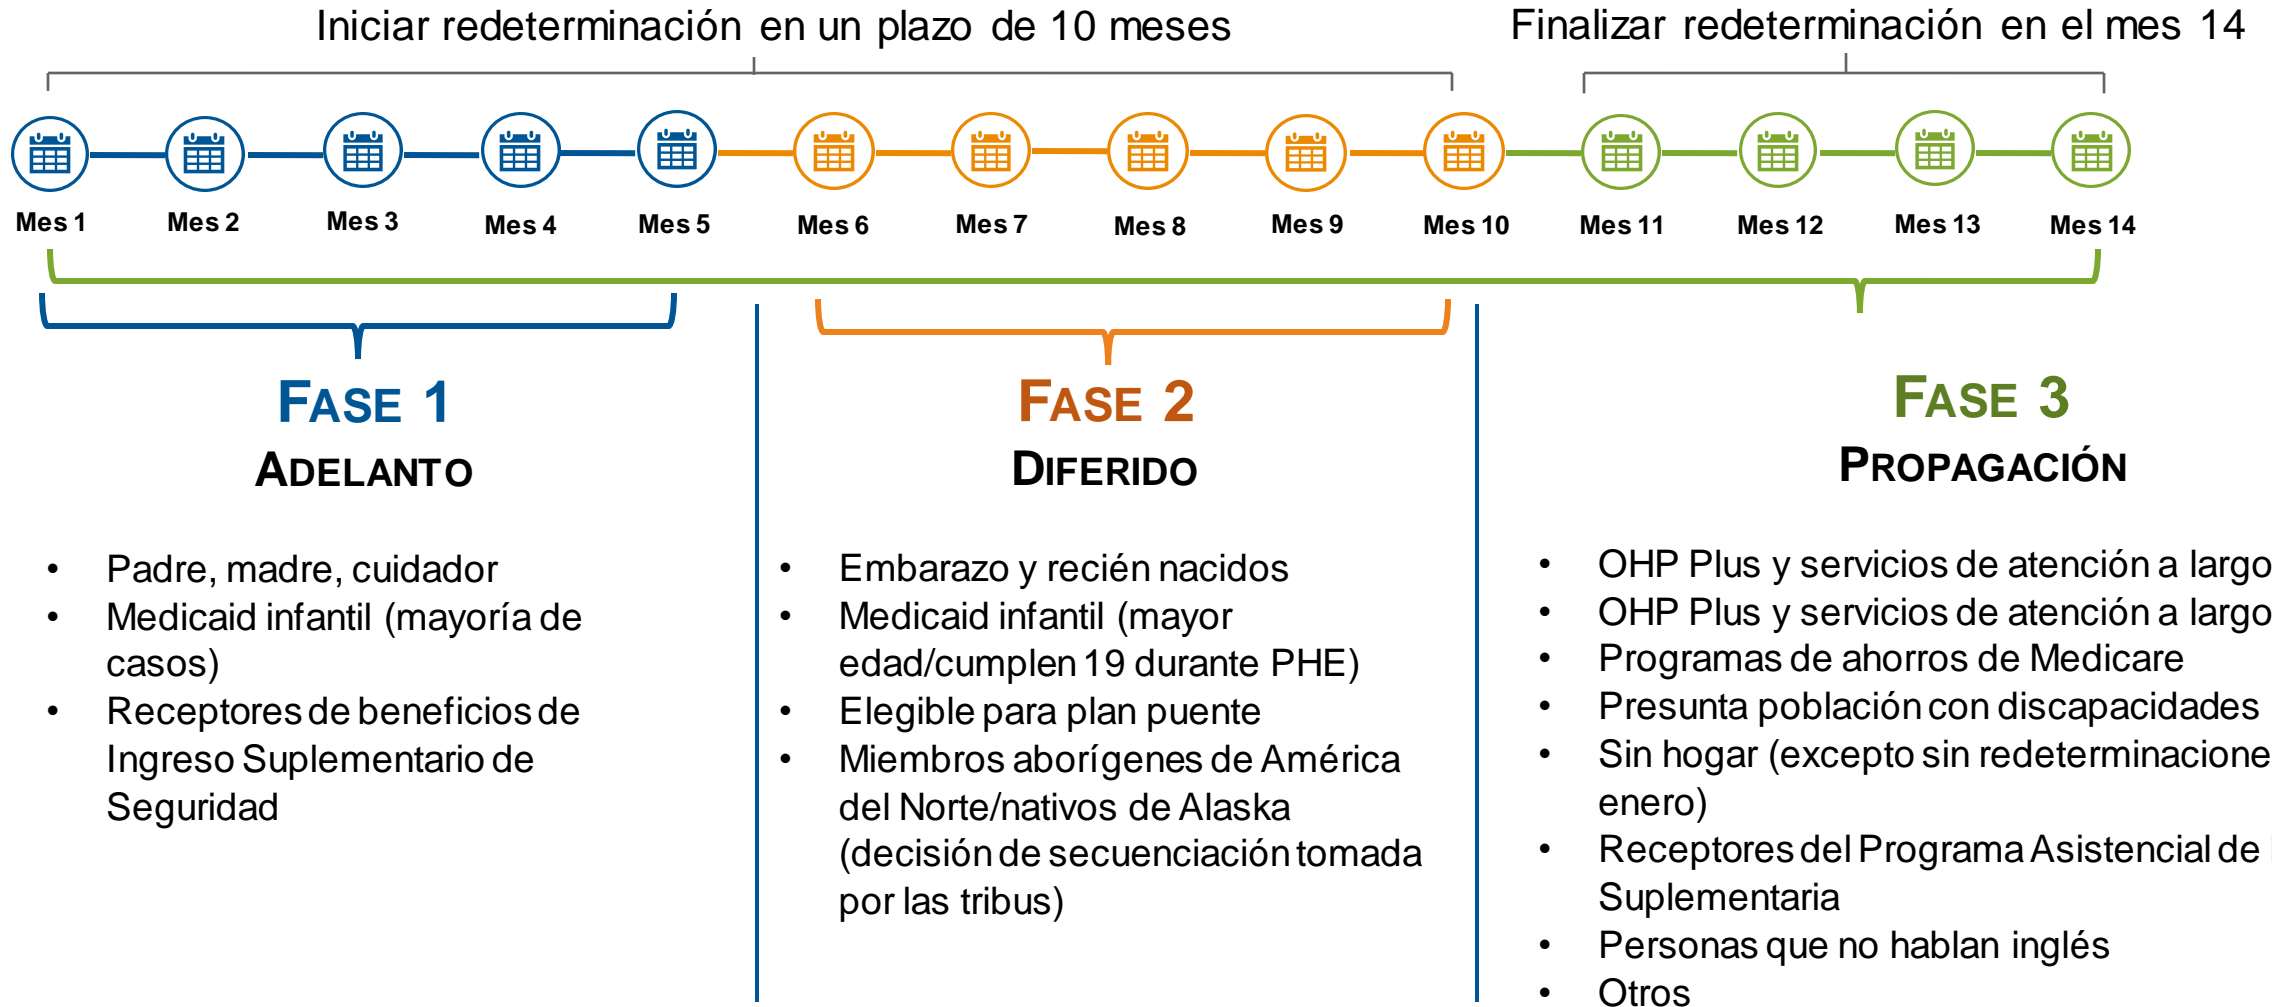 Iniciar redeterminación en un plazo de 10 meses
Finalizar redeterminación en el mes 14
Mes 1
Mes 2
Mes 3
Mes 4
Mes 5
Mes 6
Mes 7
Mes 8
Mes 9
Mes 10
Mes 11
Mes 12
Mes 13
Mes 14
FASE 1
ADELANTO
• Padre, madre, cuidador
• Medicaid infantil (mayoría de
casos)
• Receptores de beneficios de
Ingreso Suplementario de
Seguridad
FASE 2
DIFERIDO
• Embarazo y recién nacidos
• Medicaid infantil (mayor
edad/cumplen 19 durante PHE)
• Elegible para plan puente
• Miembros aborígenes de América
del Norte/nativos de Alaska
(decisión de secuenciación tomada
por las tribus)
FASE 3
PROPAGACIÓN
• OHP Plus y servicios de atención a largo
• OHP Plus y servicios de atención a largo
• Programas de ahorros de Medicare
• Presunta población con discapacidades
• Sin hogar (excepto sin redeterminacione
enero)
• Receptores del Programa Asistencial de
Suplementaria
• Personas que no hablan inglés
• Otros